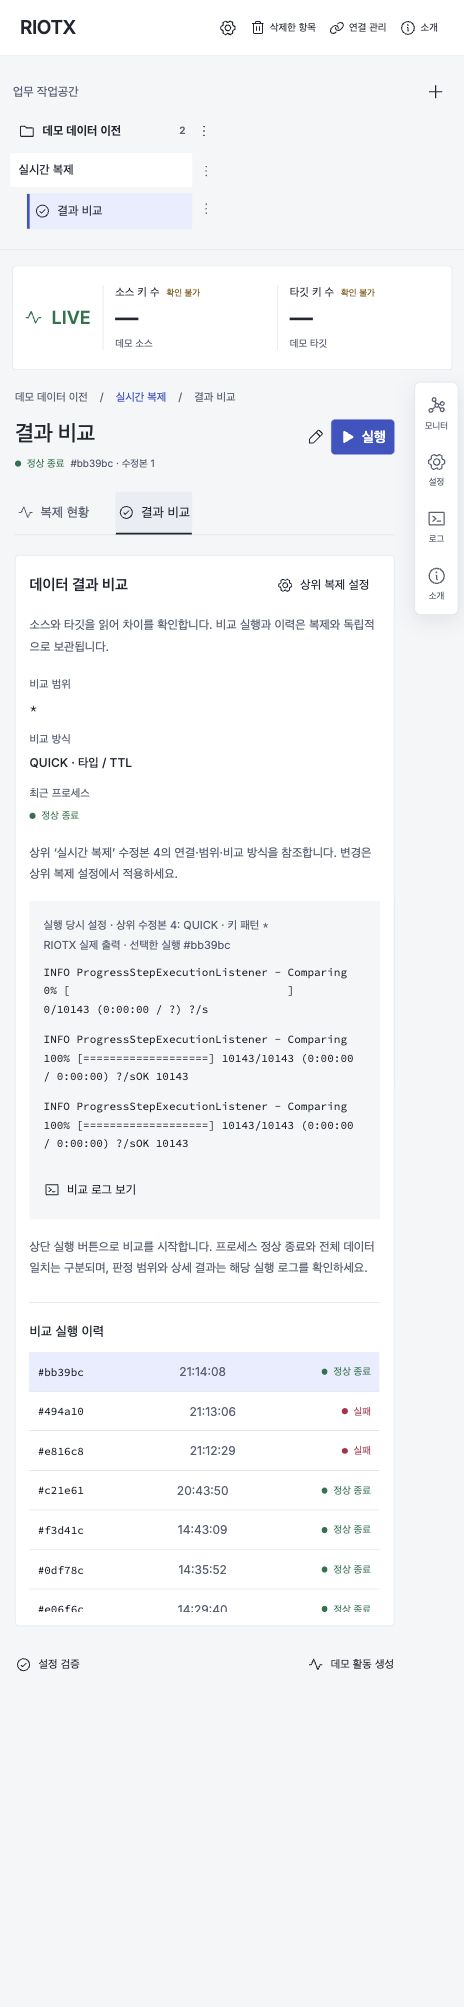 RIOTX
삭제한 항목
연결 관리
소개
업무 작업공간
데모 데이터 이전 2
실시간 복제
결과 비교
LIVE
소스 키 수 확인 불가
—
데모 소스
타깃 키 수 확인 불가
—
데모 타깃
데모 데이터 이전 / 실시간 복제 / 결과 비교
결과 비교
실행
정상 종료 #bb39bc · 수정본 1
모니터
설정
로그
소개
복제 현황
결과 비교
데이터 결과 비교
상위 복제 설정
소스와 타깃을 읽어 차이를 확인합니다. 비교 실행과 이력은 복제와 독립적
으로 보관됩니다.
비교 범위
*
비교 방식
QUICK · 타입 / TTL
최근 프로세스
정상 종료
상위 ‘실시간 복제’ 수정본 4의 연결·범위·비교 방식을 참조합니다. 변경은
상위 복제 설정에서 적용하세요.
실행 당시 설정 · 상위 수정본 4: QUICK · 키 패턴 *
RIOTX 실제 출력 · 선택한 실행 #bb39bc
INFO ProgressStepExecutionListener - Comparing
0% [                                 ]
0/10143 (0:00:00 / ?) ?/s
INFO ProgressStepExecutionListener - Comparing
100% [===================] 10143/10143 (0:00:00
/ 0:00:00) ?/sOK 10143
INFO ProgressStepExecutionListener - Comparing
100% [===================] 10143/10143 (0:00:00
/ 0:00:00) ?/sOK 10143
비교 로그 보기
상단 실행 버튼으로 비교를 시작합니다. 프로세스 정상 종료와 전체 데이터
일치는 구분되며, 판정 범위와 상세 결과는 해당 실행 로그를 확인하세요.
비교 실행 이력
#bb39bc 21:14:08 정상 종료
#494a10 21:13:06 실패
#e816c8 21:12:29 실패
#c21e61 20:43:50 정상 종료
#f3d41c 14:43:09 정상 종료
#0df78c 14:35:52 정상 종료
#e06f6c 14:29:40 정상 종료
설정 검증
데모 활동 생성